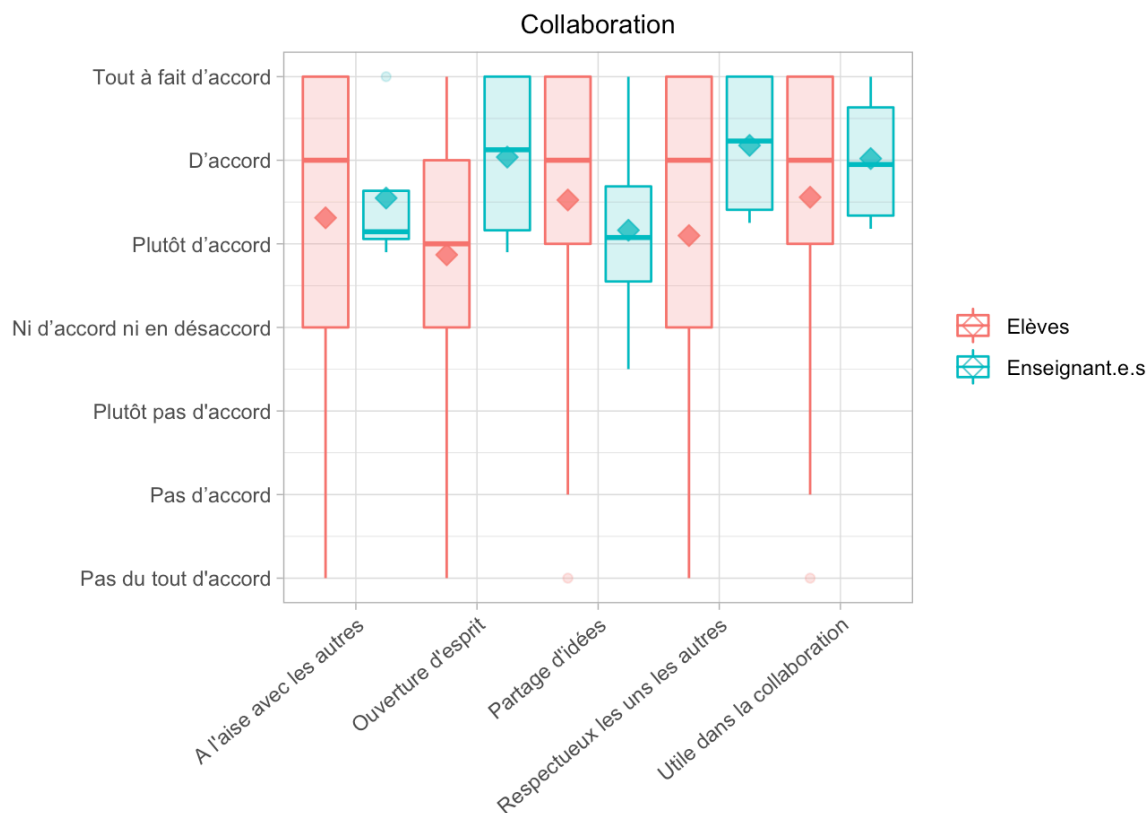 Collaboration
Tout à fait d’accord
D’accord
Plutôt d’accord
Ni d’accord ni en désaccord
Plutôt pas d'accord
Pas d’accord
Pas du tout d'accord
A l'aise avec les autres
Ouverture d'esprit
Partage d'idées
Respectueux les uns les autres
Utile dans la collaboration
Elèves
Enseignant.e.s